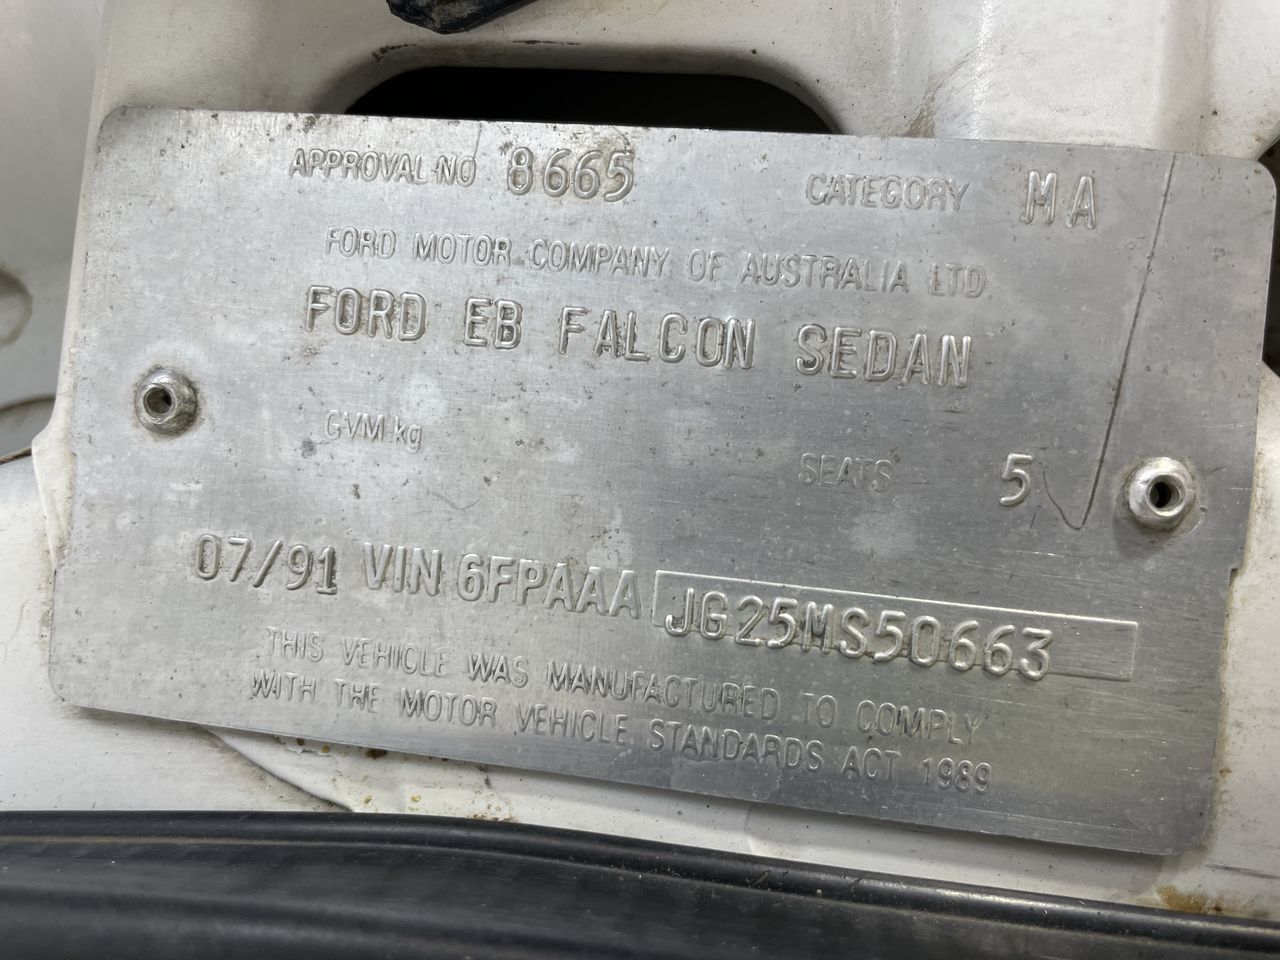 APPROVAL NO 8665 CATEGORY MA
FORD MOTOR COMPANY OF AUSTRALIA LTD
FORD EB FALCON SEDAN
GVM kg
SEATS 5
07/91 VIN 6FPAAAJG25MS50663
THIS VEHICLE WAS MANUFACTURED TO COMPLY
WITH THE MOTOR VEHICLE STANDARDS ACT 1989